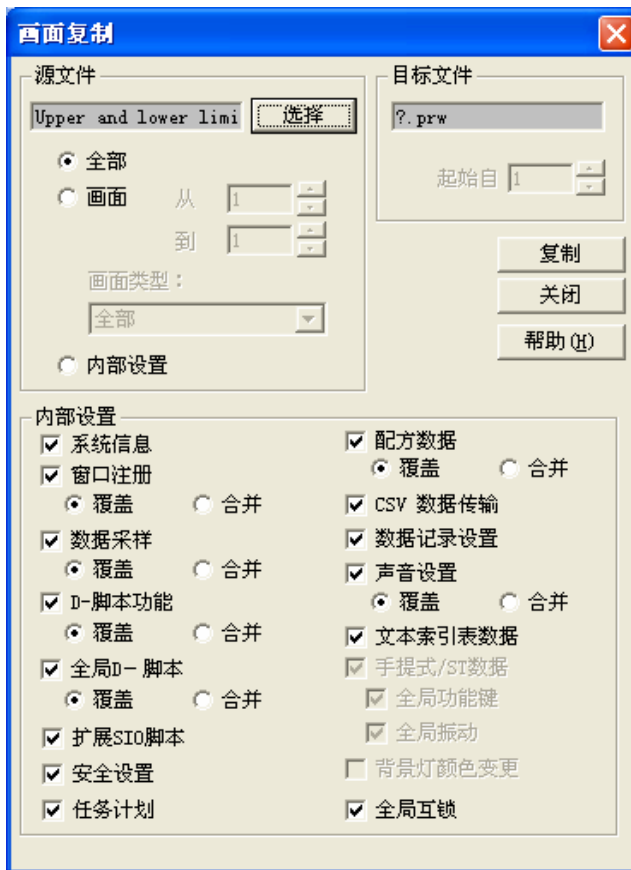 画面复制
源文件
Upper and lower limi 选择
全部
画面 从 1
到 1
画面类型：
全部
内部设置
目标文件
?.prw
起始自 1
复制
关闭
帮助(H)
内部设置
系统信息
窗口注册
覆盖 合并
数据采样
覆盖 合并
D-脚本功能
覆盖 合并
全局D- 脚本
覆盖 合并
扩展SIO脚本
安全设置
任务计划
配方数据
覆盖 合并
CSV 数据传输
数据记录设置
声音设置
覆盖 合并
文本索引表数据
手提式/ST数据
全局功能键
全局振动
背景灯颜色变更
全局互锁